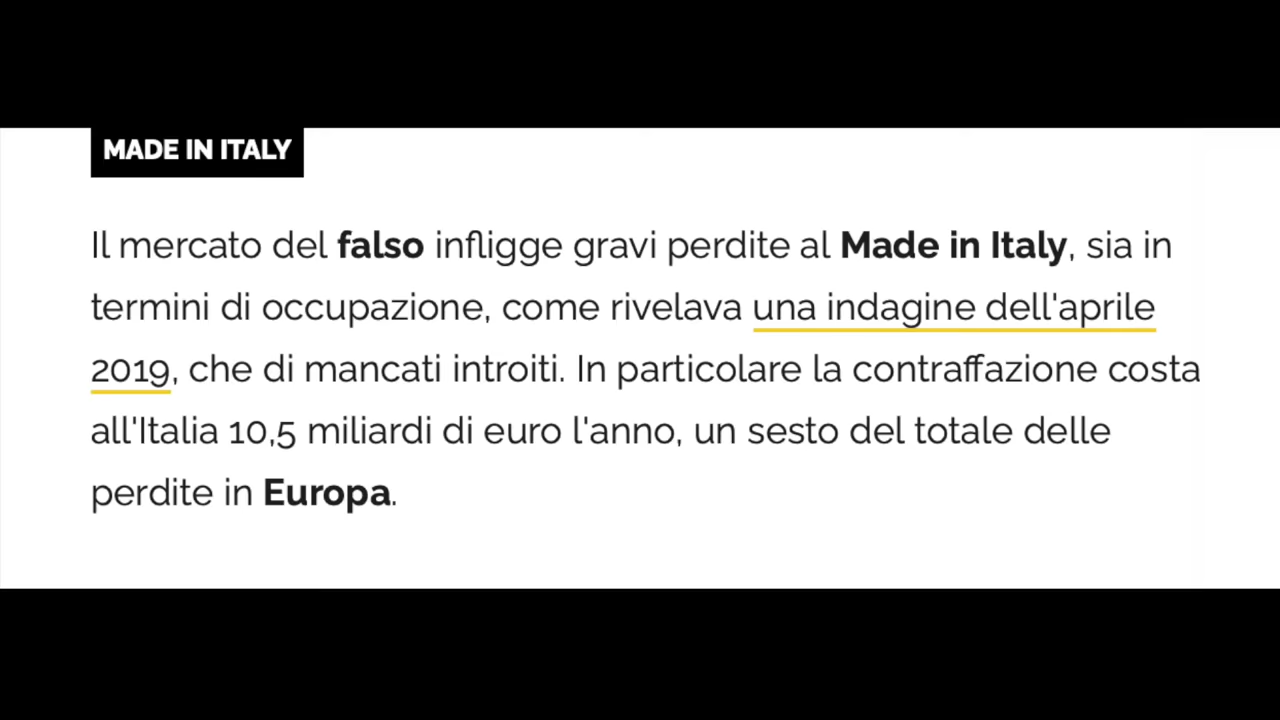 MADE IN ITALY
Il mercato del falso infligge gravi perdite al Made in Italy, sia in
termini di occupazione, come rivelava una indagine dell'aprile
2019, che di mancati introiti. In particolare la contraffazione costa
all'Italia 10,5 miliardi di euro l'anno, un sesto del totale delle
perdite in Europa.